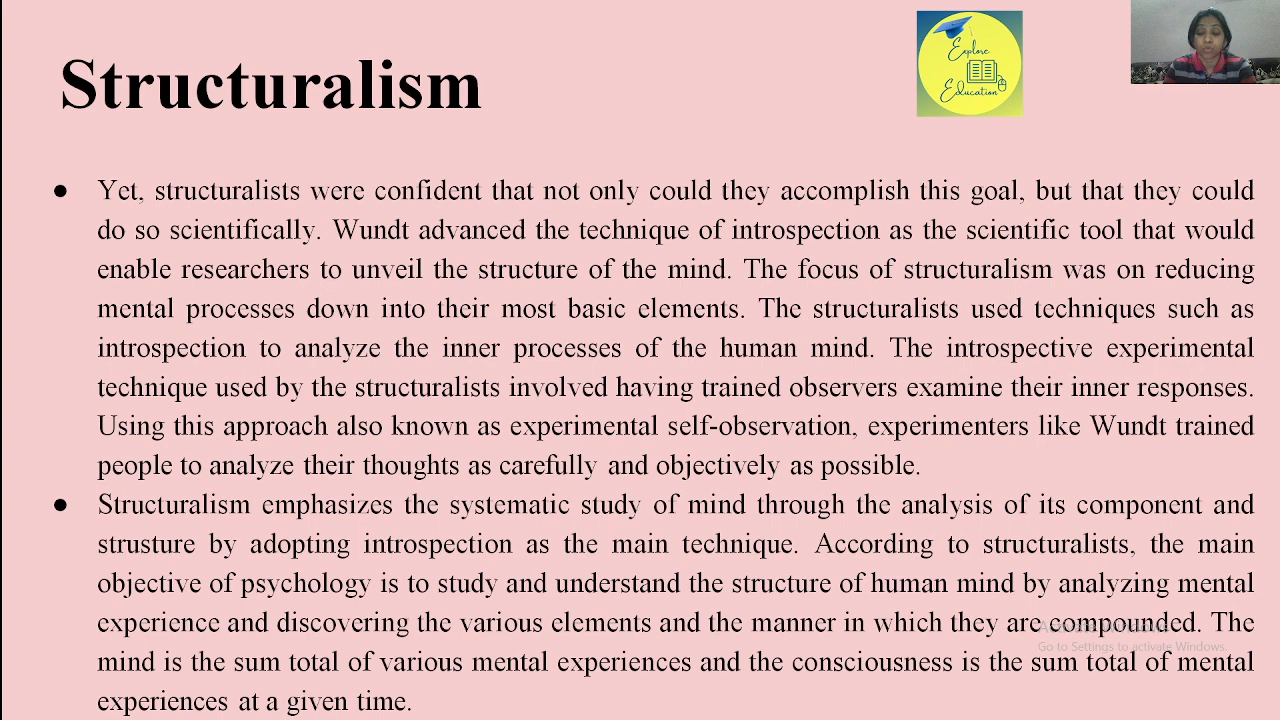 Structuralism
Explore
Education
● Yet, structuralists were confident that not only could they accomplish this goal, but that they could
do so scientifically. Wundt advanced the technique of introspection as the scientific tool that would
enable researchers to unveil the structure of the mind. The focus of structuralism was on reducing
mental processes down into their most basic elements. The structuralists used techniques such as
introspection to analyze the inner processes of the human mind. The introspective experimental
technique used by the structuralists involved having trained observers examine their inner responses.
Using this approach also known as experimental self-observation, experimenters like Wundt trained
people to analyze their thoughts as carefully and objectively as possible.
● Structuralism emphasizes the systematic study of mind through the analysis of its component and
strusture by adopting introspection as the main technique. According to structuralists, the main
objective of psychology is to study and understand the structure of human mind by analyzing mental
experience and discovering the various elements and the manner in which they are compounded. The
mind is the sum total of various mental experiences and the consciousness is the sum total of mental
experiences at a given time.
Activate Windows
Go to Settings to activate Windows.